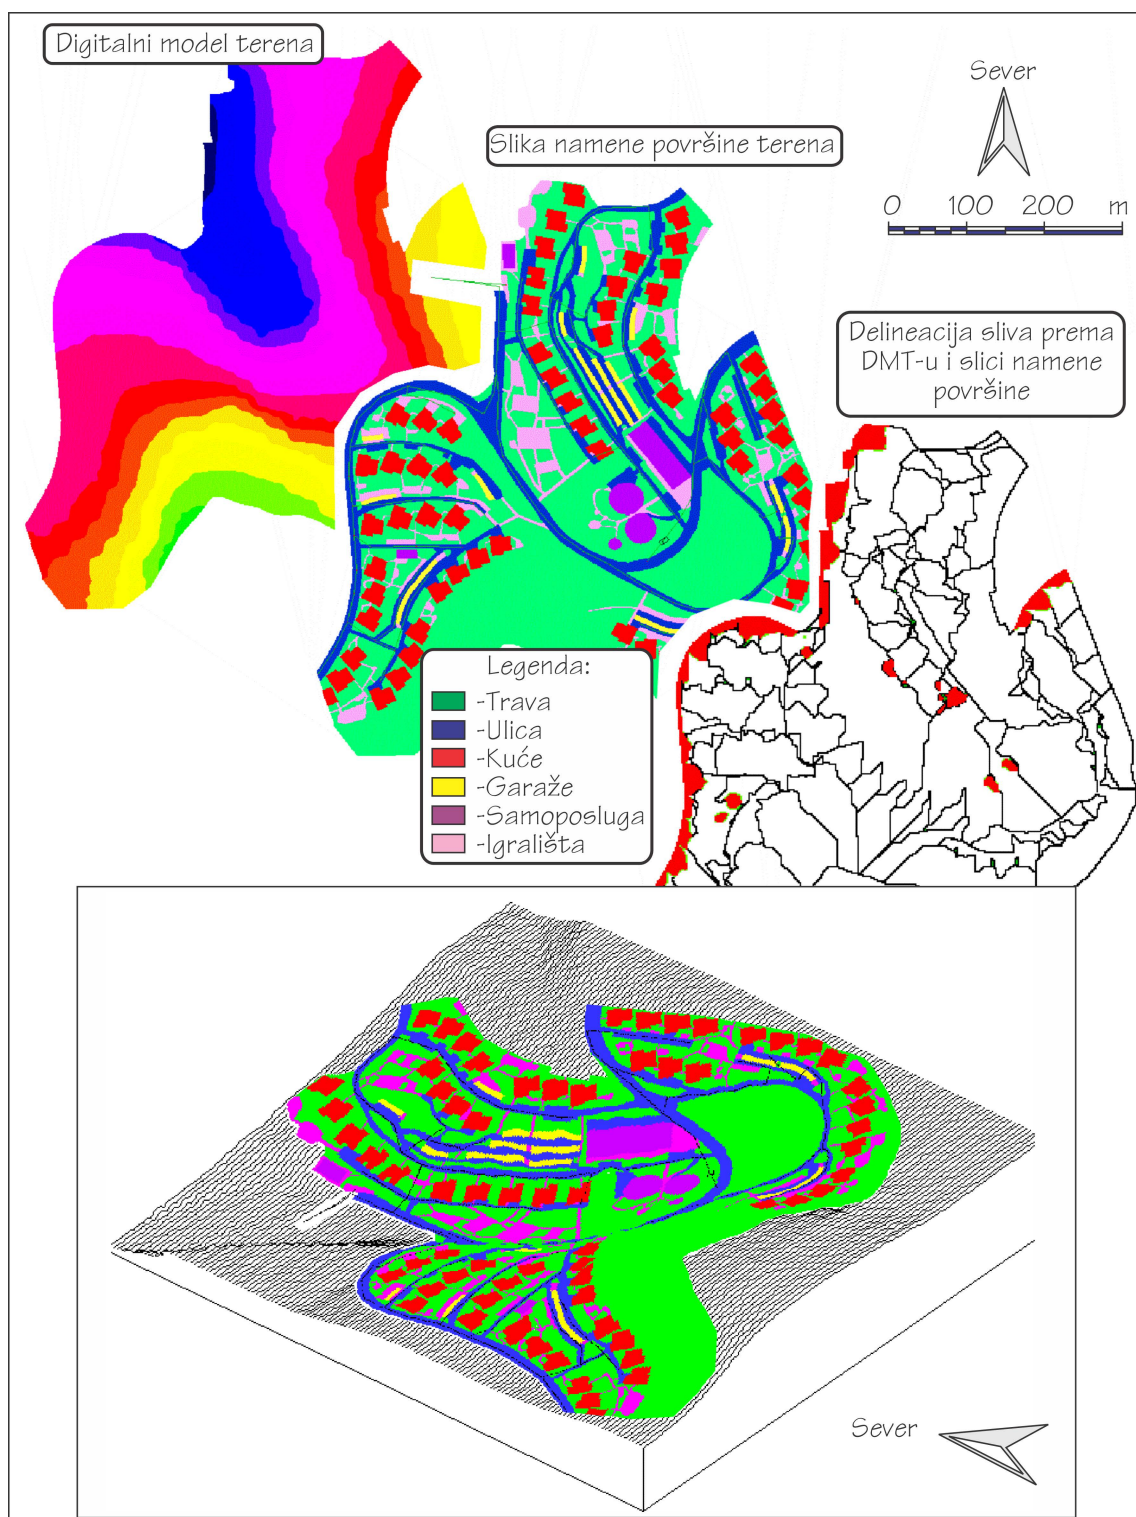 Digitalni model terena
Sever
Slika namene površine terena
0 100 200 m
Delineacija sliva prema
DMT-u i slici namene
površine
Legenda:
-Trava
-Ulica
-Kuće
-Garaže
-Samoposluga
-Igrališta
Sever